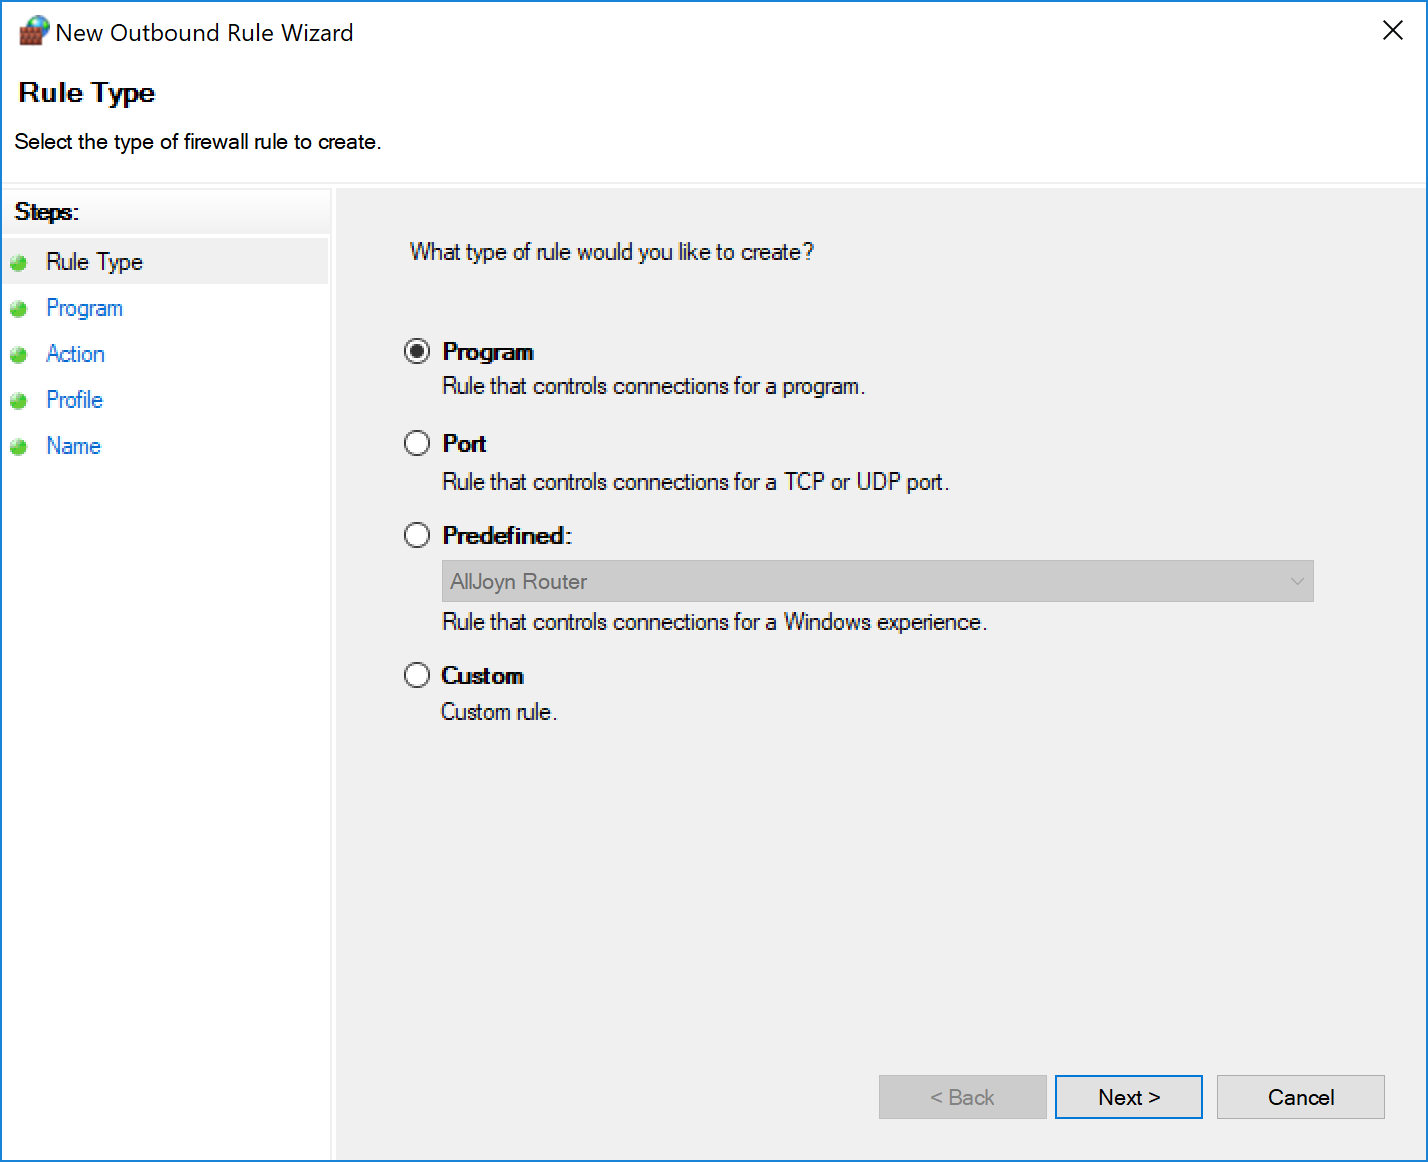 New Outbound Rule Wizard
Rule Type
Select the type of firewall rule to create.
Steps:
Rule Type
Program
Action
Profile
Name
What type of rule would you like to create?
Program
Rule that controls connections for a program.
Port
Rule that controls connections for a TCP or UDP port.
Predefined:
AllJoyn Router
Rule that controls connections for a Windows experience.
Custom
Custom rule.
< Back
Next >
Cancel